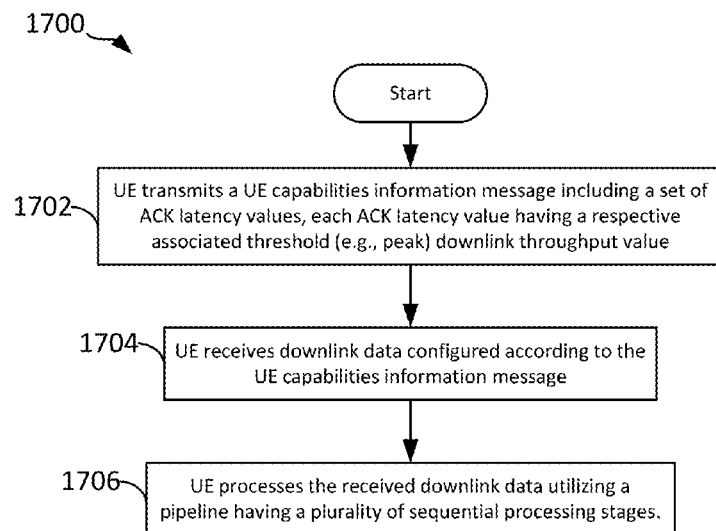 1700
Start
1702
UE transmits a UE capabilities information message including a set of
ACK latency values, each ACK latency value having a respective
associated threshold (e.g., peak) downlink throughput value
1704
UE receives downlink data configured according to the
UE capabilities information message
1706
UE processes the received downlink data utilizing a
pipeline having a plurality of sequential processing stages.